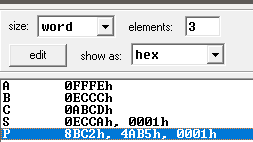 size: word elements: 3
edit show as: hex
A 0FFFEh
B 0ECCCh
C 0ABCDh
S 0ECCAh, 0001h
P 8BC2h, 4AB5h, 0001h